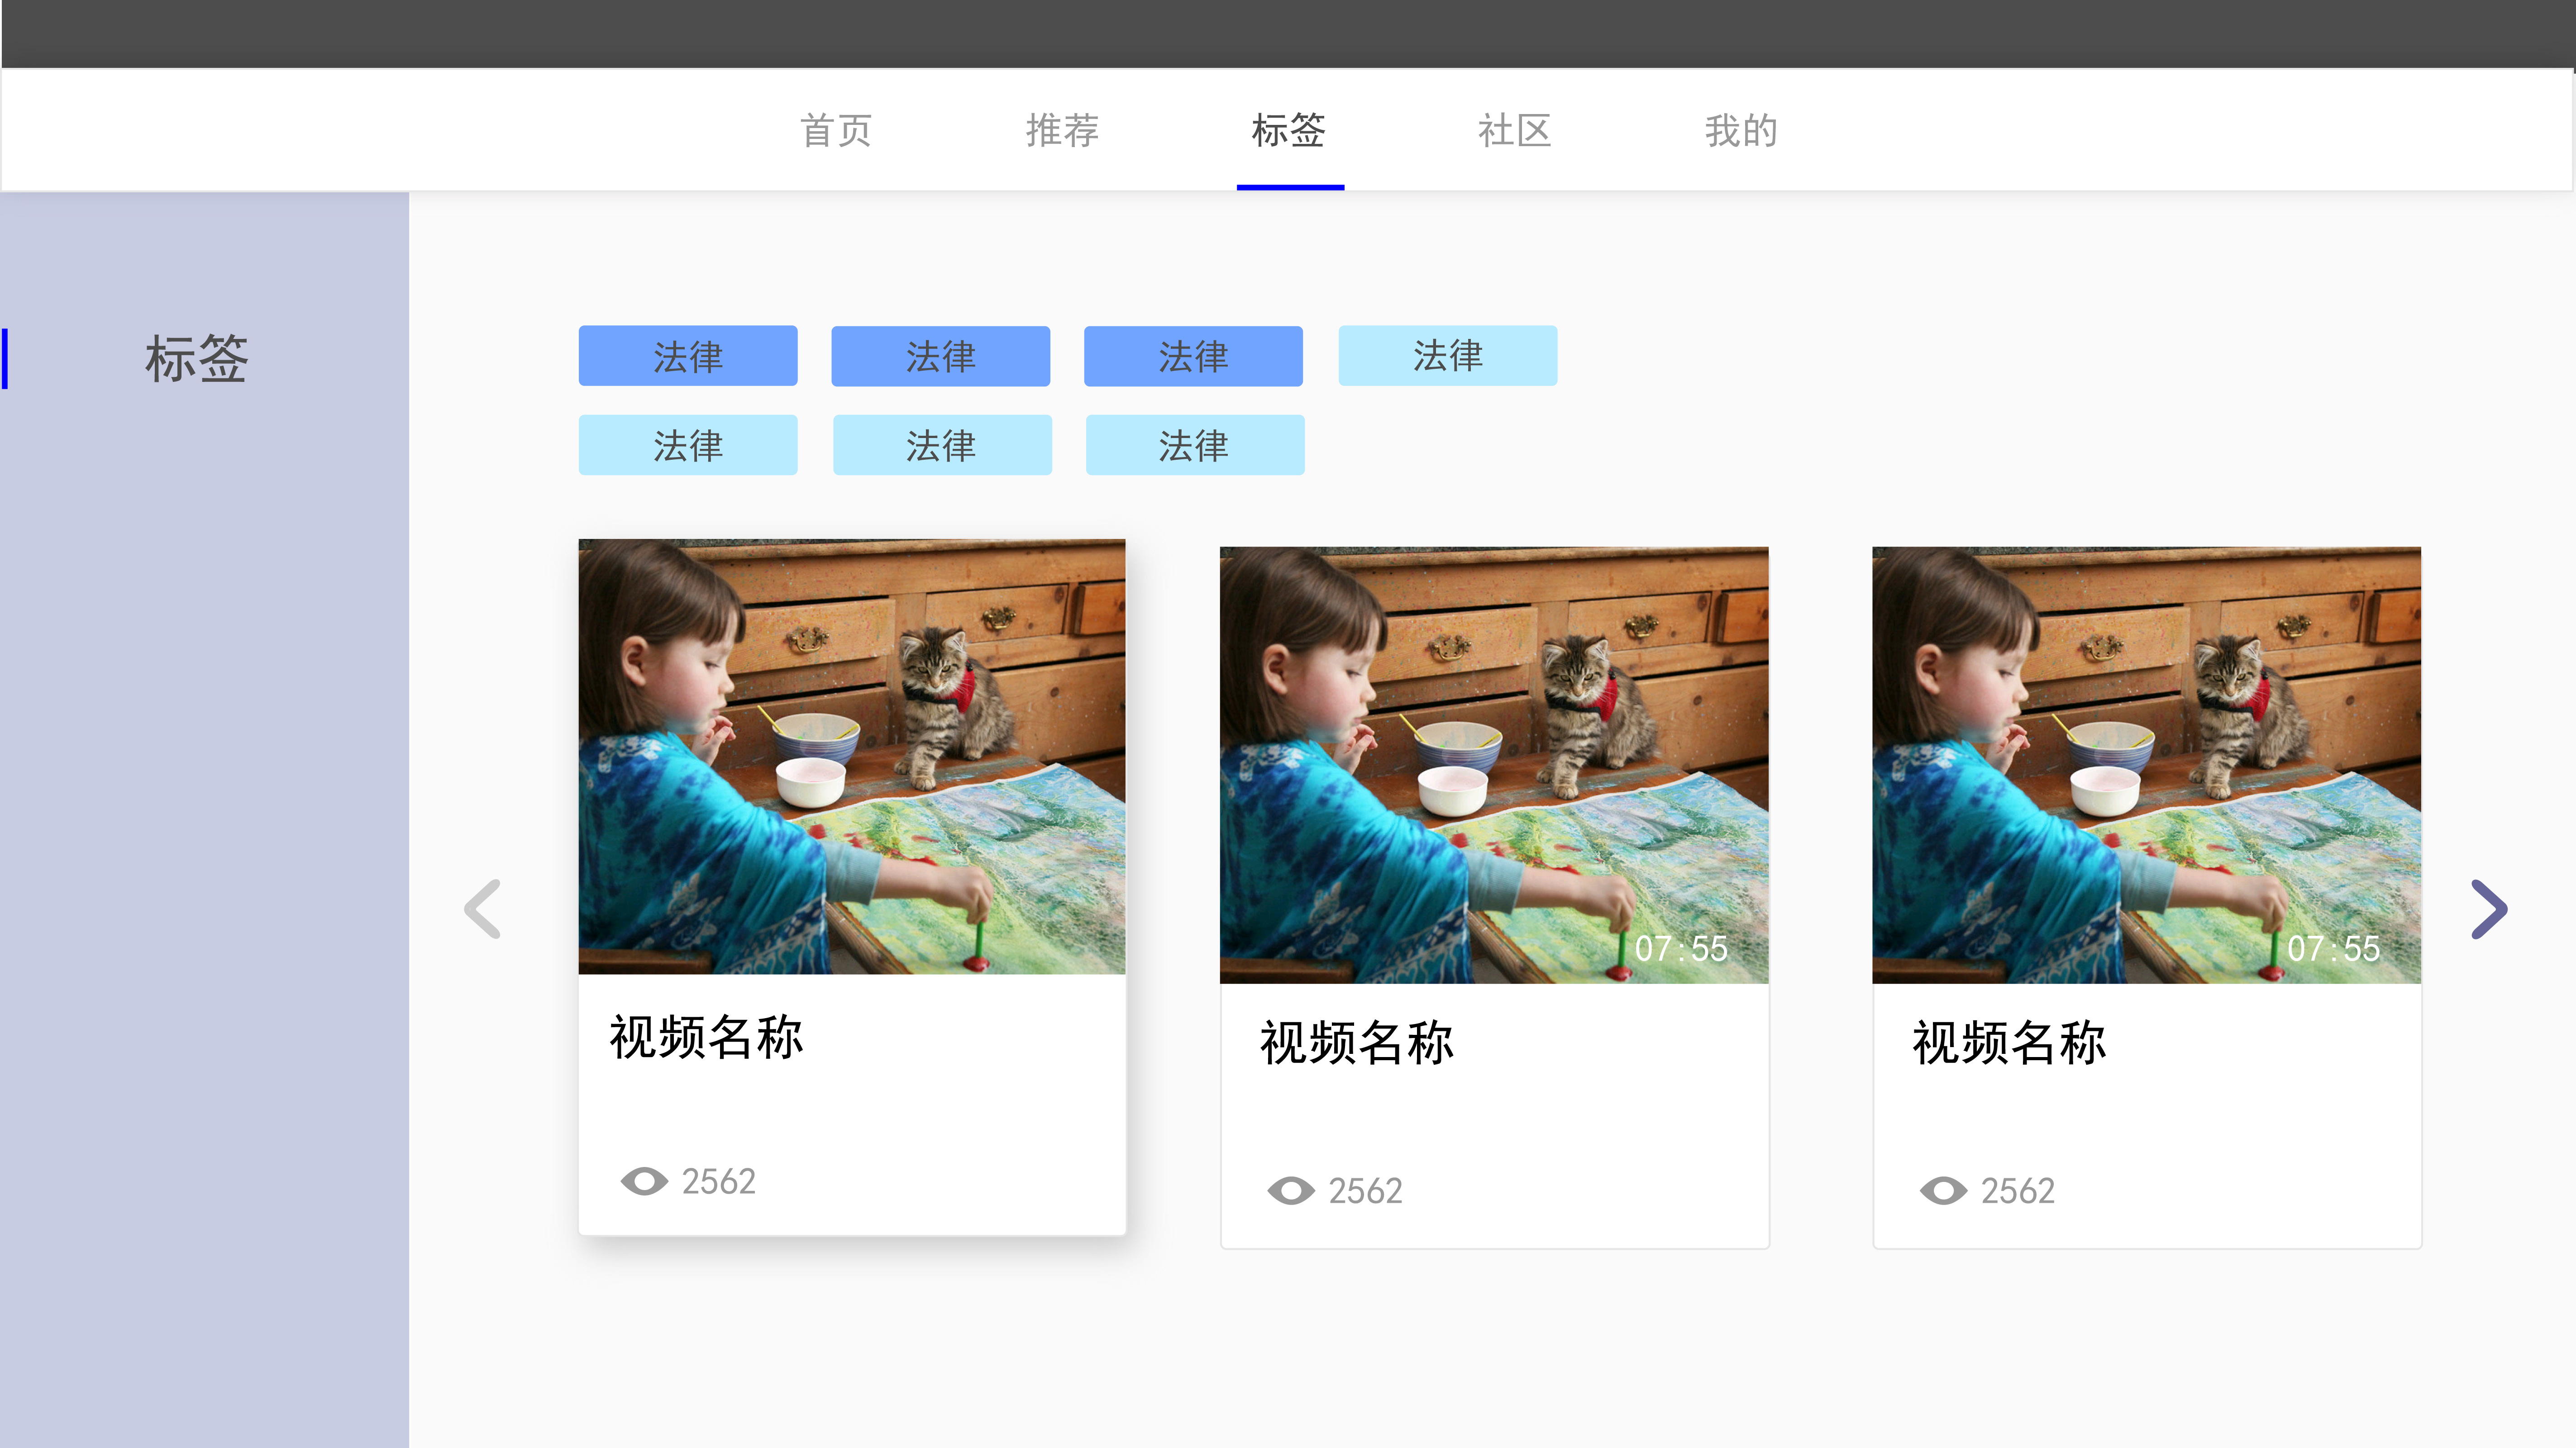 首页 推荐 标签 社区 我的
标签
法律 法律 法律 法律
法律 法律 法律
07:55 07:55
视频名称 视频名称 视频名称
2562 2562 2562